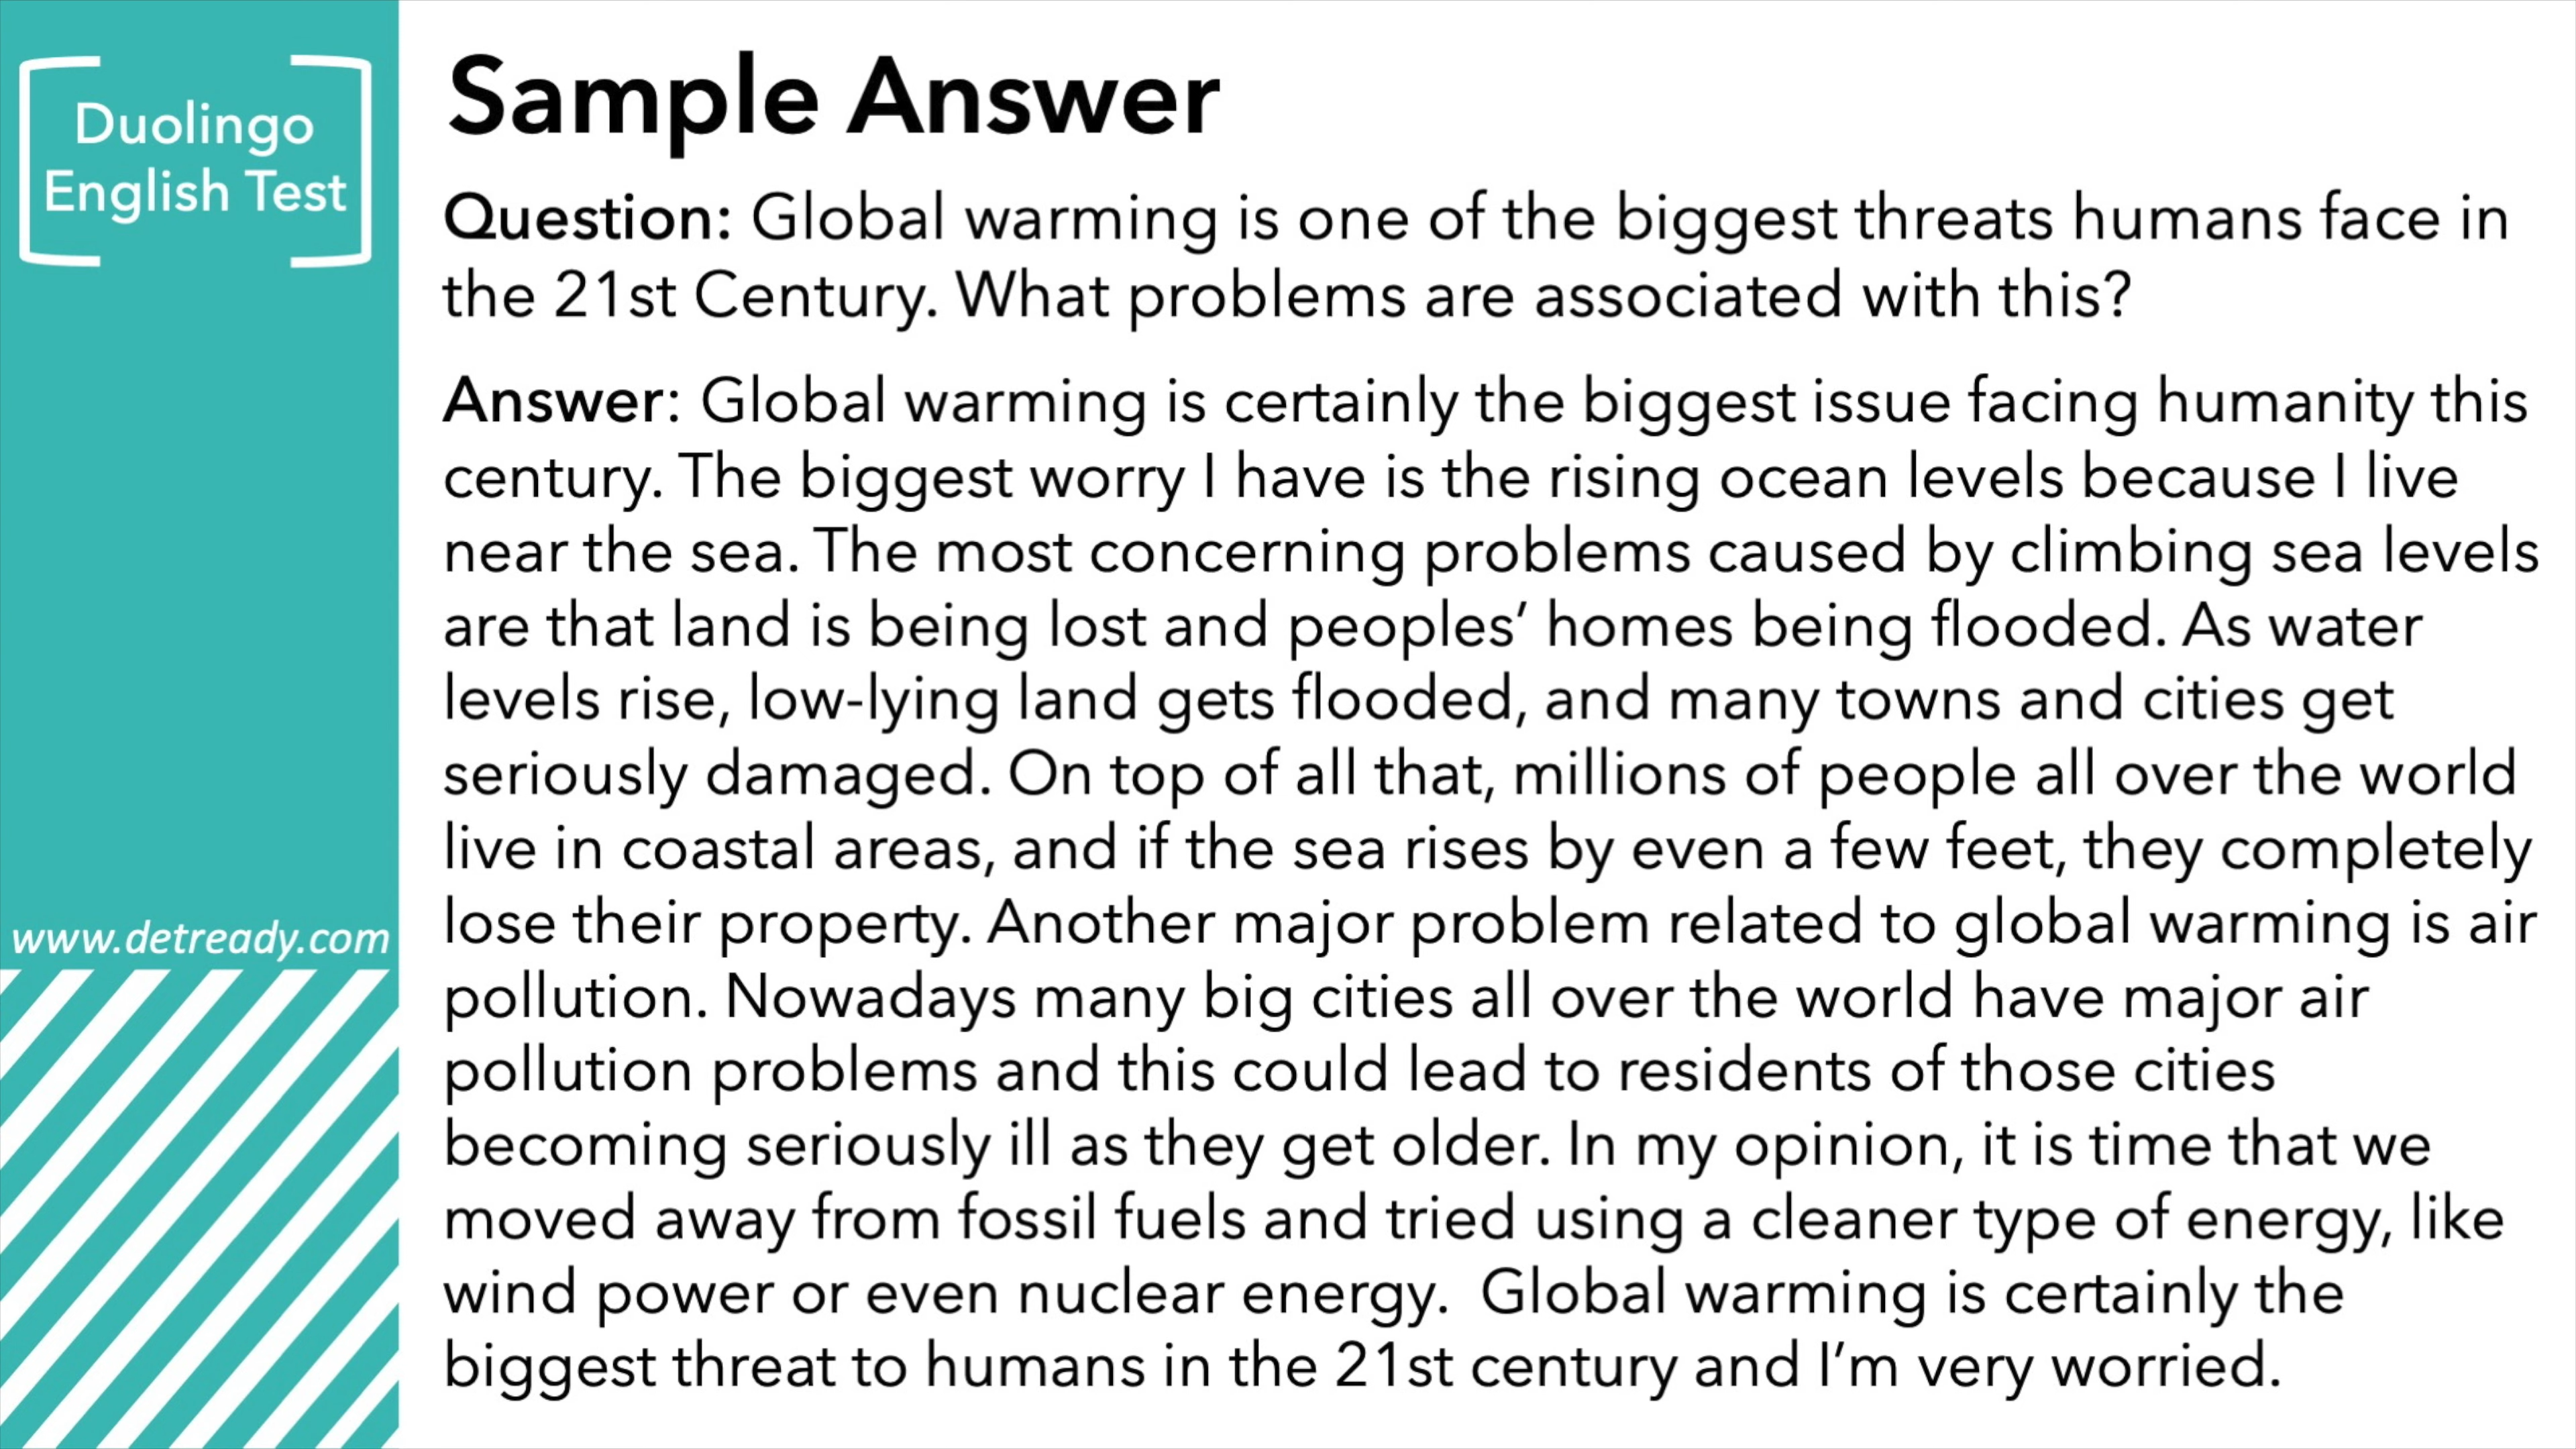 Duolingo
English Test
www.detready.com
Sample Answer
Question: Global warming is one of the biggest threats humans face in
the 21st Century. What problems are associated with this?
Answer: Global warming is certainly the biggest issue facing humanity this
century. The biggest worry I have is the rising ocean levels because I live
near the sea. The most concerning problems caused by climbing sea levels
are that land is being lost and peoples’ homes being flooded. As water
levels rise, low-lying land gets flooded, and many towns and cities get
seriously damaged. On top of all that, millions of people all over the world
live in coastal areas, and if the sea rises by even a few feet, they completely
lose their property. Another major problem related to global warming is air
pollution. Nowadays many big cities all over the world have major air
pollution problems and this could lead to residents of those cities
becoming seriously ill as they get older. In my opinion, it is time that we
moved away from fossil fuels and tried using a cleaner type of energy, like
wind power or even nuclear energy.  Global warming is certainly the
biggest threat to humans in the 21st century and I’m very worried.